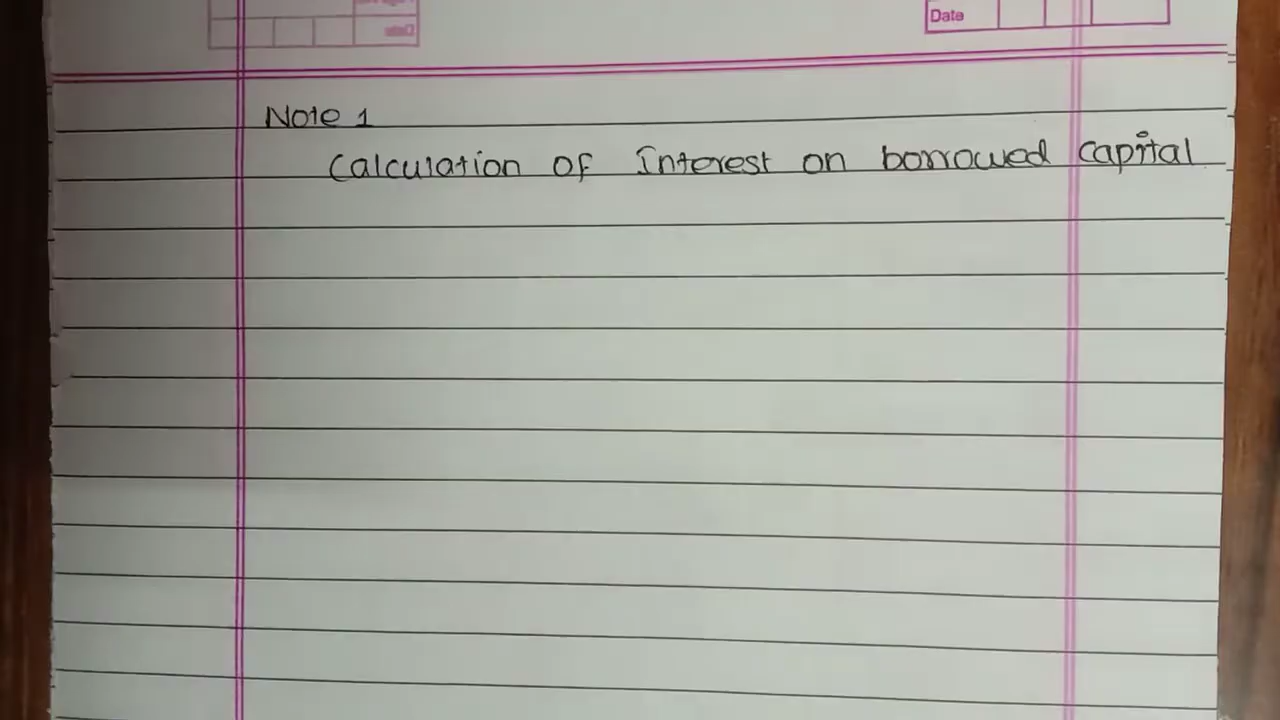 Date
Note 1
Calculation of Interest on borrowed capital